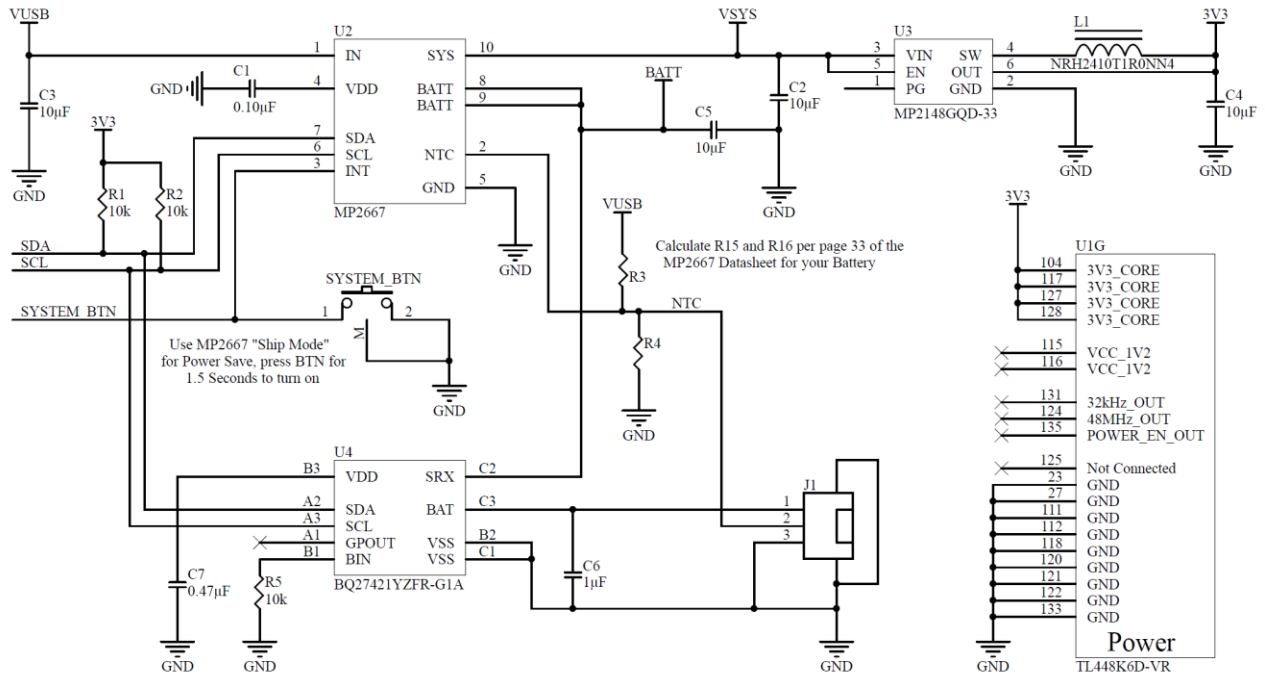 VUSB
C3
10µF
GND
U2
1
IN
4
VDD
7
SDA
6
SCL
3
INT
SYS
10
BATT
8
BATT
9
NTC
2
GND
5
MP2667
GND
C1
0.10µF
3V3
R1
10k
R2
10k
SDA
SCL
SYSTEM_BTN
SYSTEM_BTN
1
2
M
GND
Use MP2667 "Ship Mode"
for Power Save, press BTN for
1.5 Seconds to turn on
GND
VSYS
BATT
C5
10µF
C2
10µF
GND
U3
3
VIN
5
EN
1
PG
SW
4
OUT
6
GND
2
MP2148GQD-33
L1
NRH2410T1R0NN4
3V3
GND
C4
10µF
GND
VUSB
R3
Calculate R15 and R16 per page 33 of the
MP2667 Datasheet for your Battery
NTC
R4
GND
U4
B3
VDD
A2
SDA
A3
SCL
A1
GPOUT
B1
BIN
SRX
C2
BAT
C3
VSS
B2
VSS
C1
BQ27421YZFR-G1A
C7
0.47µF
GND
R5
10k
GND
C6
1µF
J1
1
2
3
GND
3V3
U1G
104
3V3_CORE
117
3V3_CORE
127
3V3_CORE
128
3V3_CORE
115
VCC_1V2
116
VCC_1V2
131
32kHz_OUT
124
48MHz_OUT
135
POWER_EN_OUT
125
Not Connected
23
GND
27
GND
111
GND
112
GND
118
GND
120
GND
121
GND
122
GND
133
GND
GND
Power
TL448K6D-VR